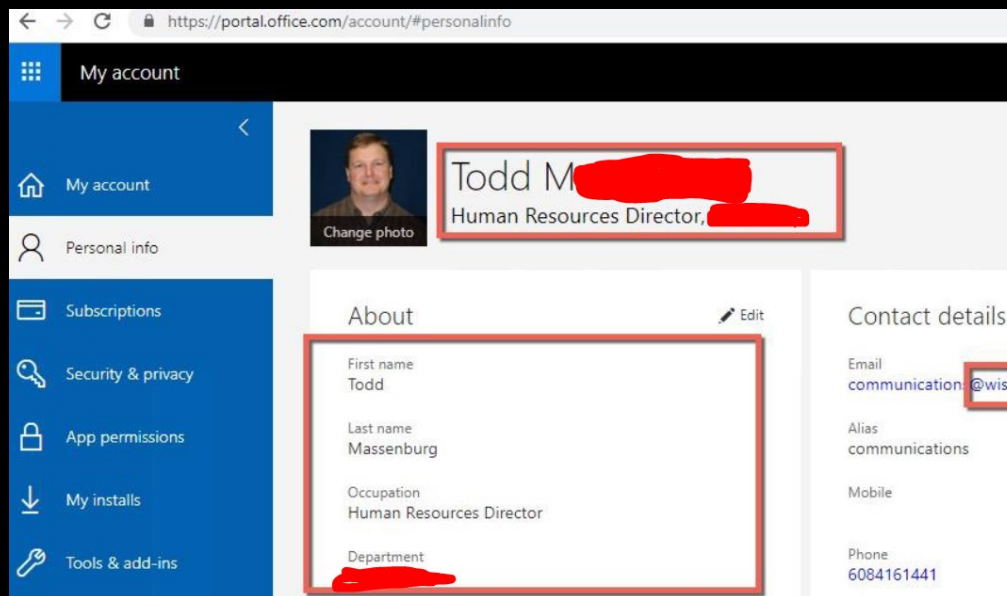 https://portal.office.com/account/#personalinfo
My account
My account
Personal info
Subscriptions
Security & privacy
App permissions
My installs
Tools & add-ins
Change photo
Todd M
Human Resources Director,
About
Edit
First name
Todd
Last name
Massenburg
Occupation
Human Resources Director
Department
Contact details
Email
communications@wis
Alias
communications
Mobile
Phone
6084161441